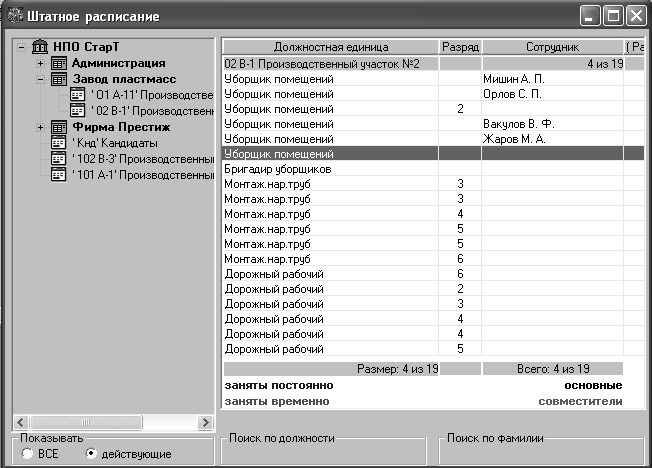 Штатное расписание
НПО СтарТ
Администрация
Завод пластмасс
'01 А-11' Производстве
'02 В-1' Производственн
Фирма Престиж
'Кнд' Кандидаты
'102 В-3' Производственны
'101 А-1' Производственны
Должностная единица Разряд Сотрудник ( Ра
02 В-1 Производственный участок №2 4 из 19
Уборщик помещений Мишин А. П.
Уборщик помещений Орлов С. П.
Уборщик помещений 2
Уборщик помещений Вакулов В. Ф.
Уборщик помещений Жаров М. А.
Уборщик помещений
Бригадир уборщиков
Монтаж.нар.труб 3
Монтаж.нар.труб 3
Монтаж.нар.труб 4
Монтаж.нар.труб 5
Монтаж.нар.труб 5
Монтаж.нар.труб 6
Дорожный рабочий 6
Дорожный рабочий 2
Дорожный рабочий 3
Дорожный рабочий 4
Дорожный рабочий 4
Дорожный рабочий 5
Размер: 4 из 19 Всего: 4 из 19
заняты постоянно основные
заняты временно совместители
Показывать
ВСЕ действующие
Поиск по должности
Поиск по фамилии